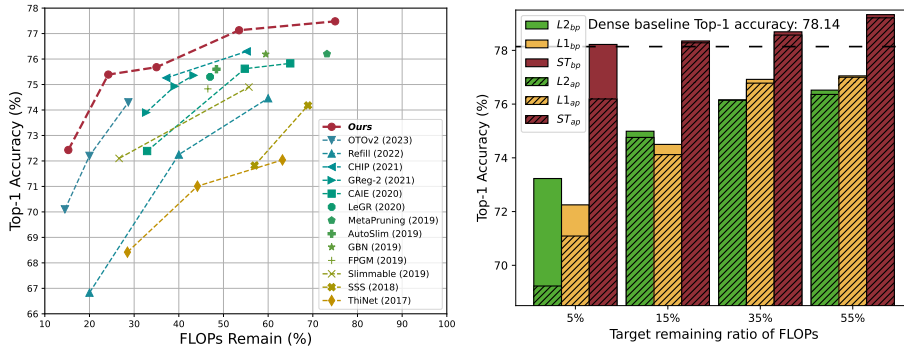 78
77
76
75
74
73
72
71
70
69
68
67
66
10 20 30 40 50 60 70 80 90 100
Top-1 Accuracy (%)
FLOPs Remain (%)
Ours
OTOv2 (2023)
Refill (2022)
CHIP (2021)
GReg-2 (2021)
CAIE (2020)
LeGR (2020)
MetaPruning (2019)
AutoSlim (2019)
GBN (2019)
FPGM (2019)
Slimmable (2019)
SSS (2018)
ThiNet (2017)
Dense baseline Top-1 accuracy: 78.14
L2bp
L1bp
STbp
L2ap
L1ap
STap
78
76
74
72
70
Top-1 Accuracy (%)
5% 15% 35% 55%
Target remaining ratio of FLOPs